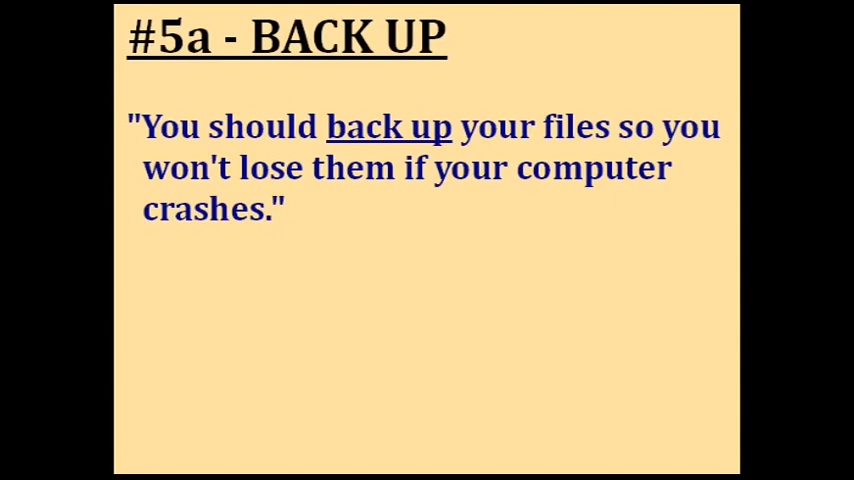 #5a - BACK UP
"You should back up your files so you
won't lose them if your computer
crashes."